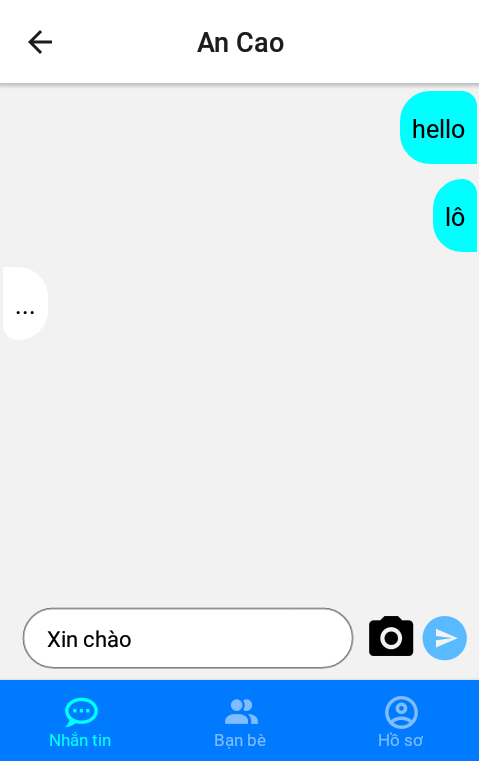 An Cao
hello
lô
...
Xin chào
Nhắn tin
Bạn bè
Hồ sơ